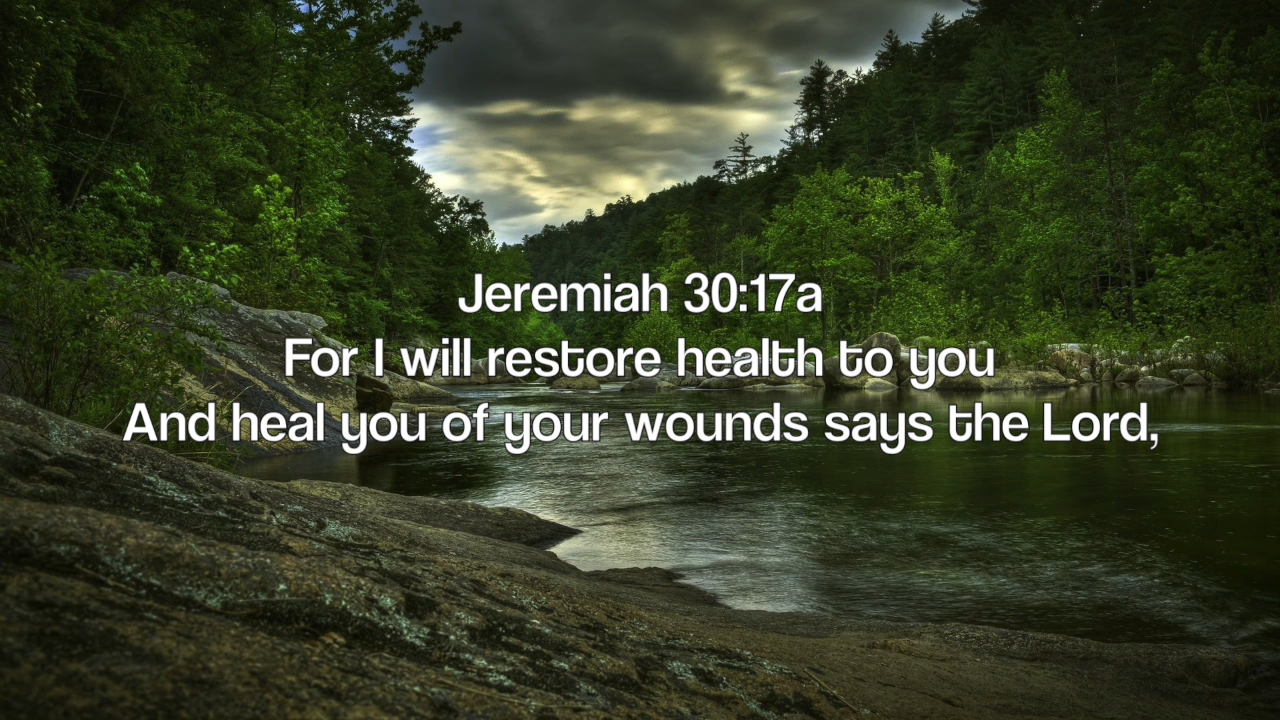 Jeremiah 30:17a
For I will restore health to you
And heal you of your wounds says the Lord,